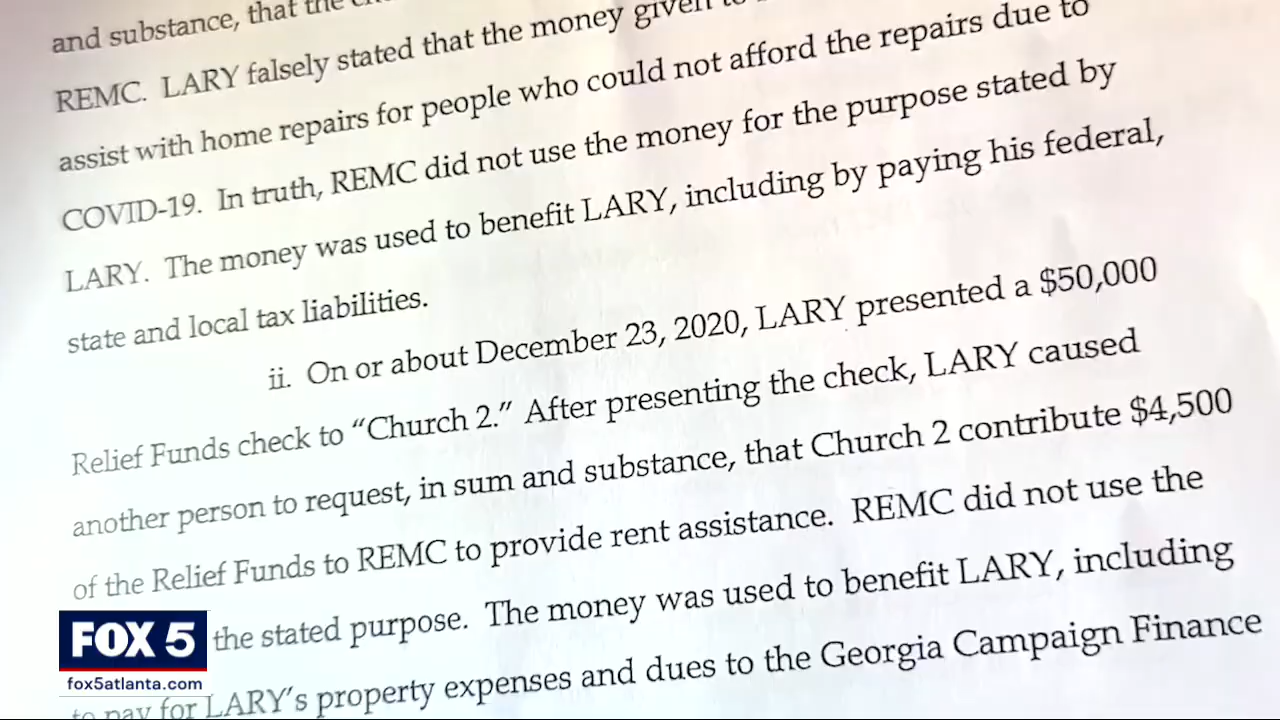 and substance, that the
REMC. LARY falsely stated that the money given to
assist with home repairs for people who could not afford the repairs due to
COVID-19. In truth, REMC did not use the money for the purpose stated by
LARY. The money was used to benefit LARY, including by paying his federal,
state and local tax liabilities.
ii. On or about December 23, 2020, LARY presented a $50,000
Relief Funds check to “Church 2.” After presenting the check, LARY caused
another person to request, in sum and substance, that Church 2 contribute $4,500
of the Relief Funds to REMC to provide rent assistance. REMC did not use the
the stated purpose. The money was used to benefit LARY, including
to pay for LARY’s property expenses and dues to the Georgia Campaign Finance
FOX 5
fox5atlanta.com